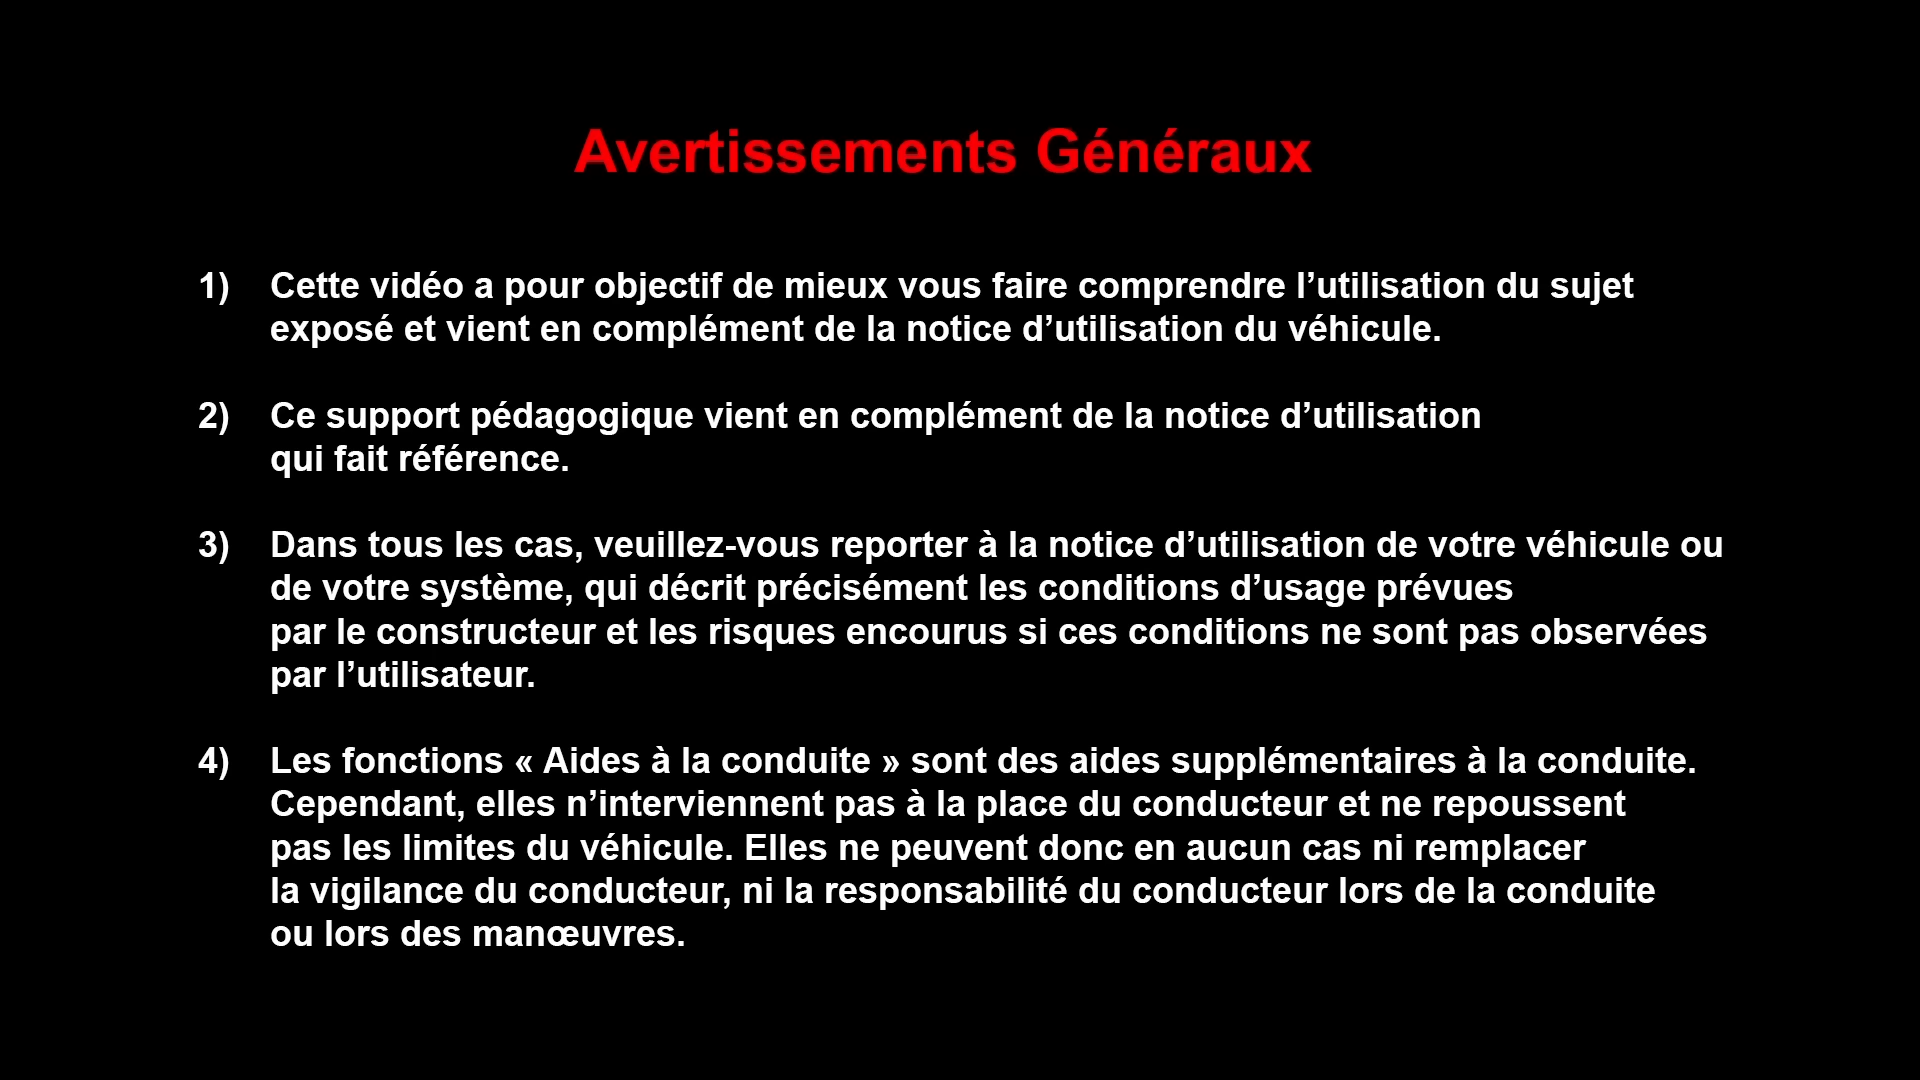 Avertissements Généraux
1) Cette vidéo a pour objectif de mieux vous faire comprendre l’utilisation du sujet
exposé et vient en complément de la notice d’utilisation du véhicule.
2) Ce support pédagogique vient en complément de la notice d’utilisation
qui fait référence.
3) Dans tous les cas, veuillez-vous reporter à la notice d’utilisation de votre véhicule ou
de votre système, qui décrit précisément les conditions d’usage prévues
par le constructeur et les risques encourus si ces conditions ne sont pas observées
par l’utilisateur.
4) Les fonctions « Aides à la conduite » sont des aides supplémentaires à la conduite.
Cependant, elles n’interviennent pas à la place du conducteur et ne repoussent
pas les limites du véhicule. Elles ne peuvent donc en aucun cas ni remplacer
la vigilance du conducteur, ni la responsabilité du conducteur lors de la conduite
ou lors des manœuvres.